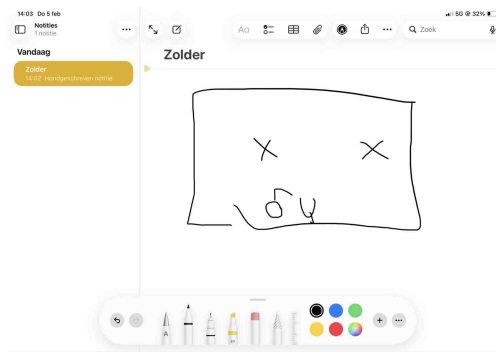 14:03 Do 5 feb
5G 32%
Notities
1 notitie
Aa
Zoek
Vandaag
Zolder
14:02 Handgeschreven notitie
Zolder
X X